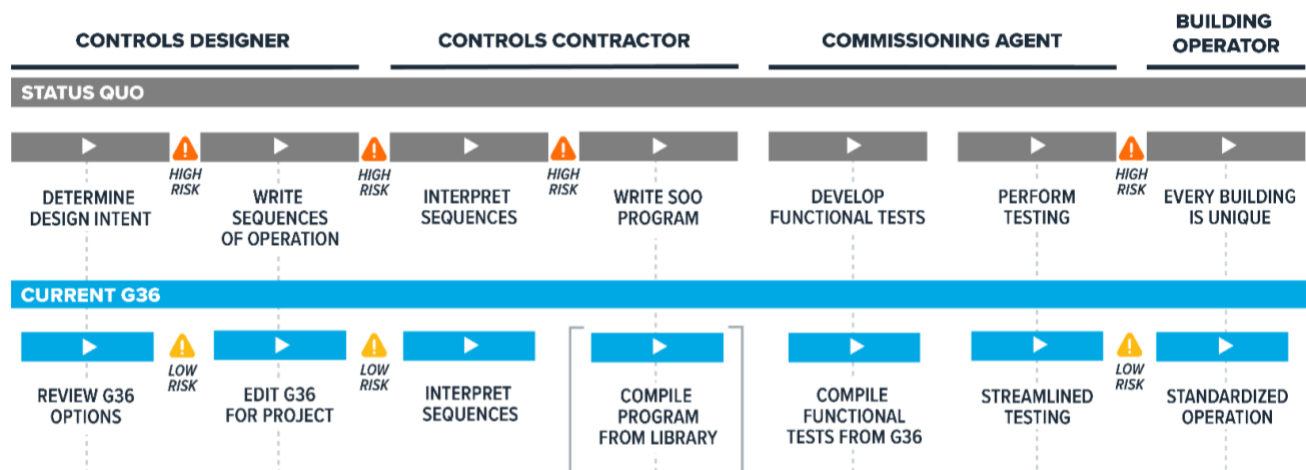 CONTROLS DESIGNER
CONTROLS CONTRACTOR
COMMISSIONING AGENT
BUILDING
OPERATOR
STATUS QUO
HIGH
RISK
HIGH
RISK
HIGH
RISK
HIGH
RISK
DETERMINE
DESIGN INTENT
WRITE
SEQUENCES
OF OPERATION
INTERPRET
SEQUENCES
WRITE SOO
PROGRAM
DEVELOP
FUNCTIONAL TESTS
PERFORM
TESTING
EVERY BUILDING
IS UNIQUE
CURRENT G36
LOW
RISK
LOW
RISK
LOW
RISK
REVIEW G36
OPTIONS
EDIT G36
FOR PROJECT
INTERPRET
SEQUENCES
COMPILE
PROGRAM
FROM LIBRARY
COMPILE
FUNCTIONAL
TESTS FROM G36
STREAMLINED
TESTING
STANDARDIZED
OPERATION